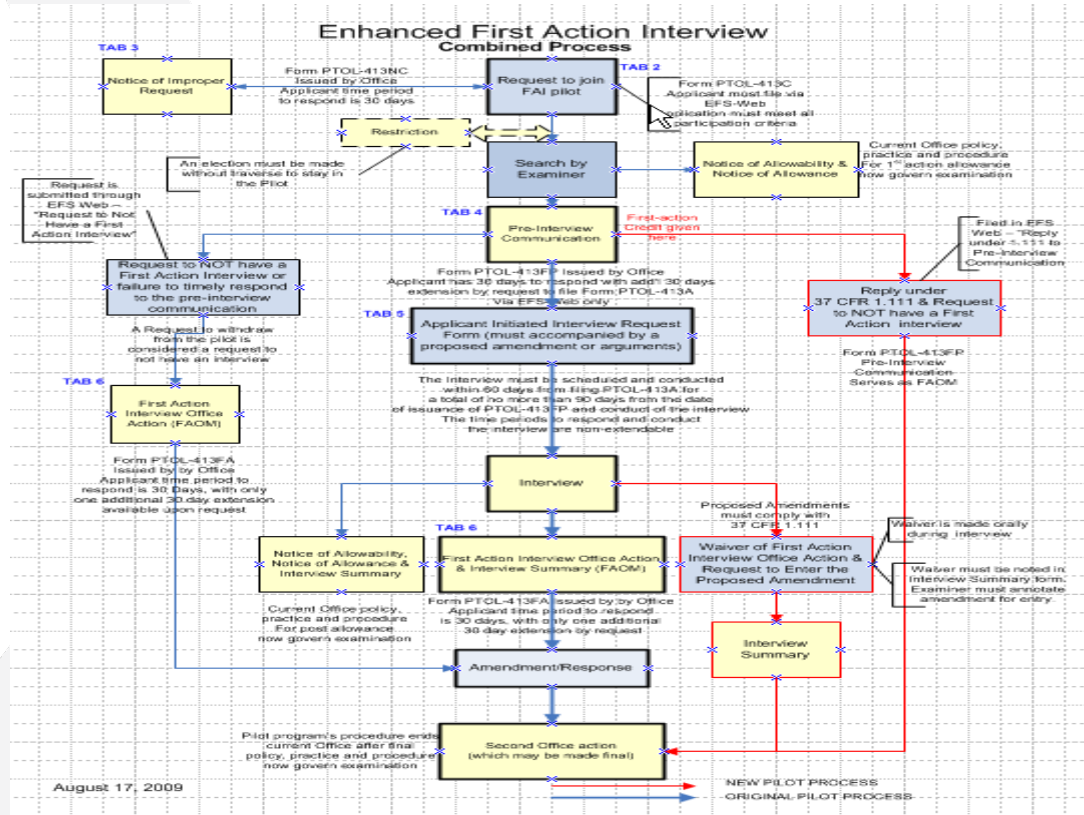 Enhanced First Action Interview
Combined Process
TAB 3
Notice of Improper
Request
Form PTOL-413NC
Issued by Office
Applicant time period
to respond is 30 days
Request to join
FAI pilot
TAB 2
Form PTOL-413C
Applicant must file via
EFS-Web
plication must meet all
participation criteria
Restriction
An election must be made
without traverse to stay in
the Pilot
Search by
Examiner
Notice of Allowability &
Notice of Allowance
Current Office policy,
practice and procedure
For 1st action allowance
now govern examination
Request is
submitted through
EFS Web –
"Request to Not
Have a First
Action Interview"
TAB 4
Pre-Interview
Communication
First-action
Credit given
here
Filed in EFS
Web – "Reply
under 1.111 to
Pre-Interview
Communication
Request to NOT have a
First Action Interview or
failure to timely respond
to the pre-interview
communication
Form PTOL-413FP Issued by Office
Applicant has 30 days to respond with add'l 30 days
extension by request to file Form PTOL-413A
Via EFS Web only
Reply under
37 CFR 1.111 & Request
to NOT have a First
Action interview
TAB 5
Applicant Initiated Interview Request
Form (must accompanied by a
proposed amendment or arguments)
A Request to withdraw
from the pilot is
considered a request to
not have an interview
Form PTOL-413FP
Pre-Interview
Communication
Serves as FAOM
TAB 6
First Action
Interview Office
Action (FAOM)
The Interview must be scheduled and conducted
within 60 days from filing PTOL-413A for
a total of no more than 90 days from the date
of issuance of PTOL-413FP and conduct of the interview
The time periods to respond and conduct
the interview are non-extendable
Form PTOL-413FA
Issued by by Office
Applicant time period to
respond is 30 Days, with only
one additional 30 day extension
available upon request
Interview
Proposed Amendments
must comply with
37 CFR 1.111
TAB 6
Waiver is made orally
during interview
Notice of Allowability,
Notice of Allowance &
Interview Summary
First Action Interview Office Action
& Interview Summary (FAOM)
Waiver of First Action
Interview Office Action &
Request to Enter the
Proposed Amendment
Waiver must be noted in
Interview Summary form.
Examiner must annotate
amendment for entry.
Current Office policy,
practice and procedure
For post allowance
now govern examination
Form PTOL-413FA Issued by by Office
Applicant time period to respond
is 30 days, with only one additional
30 day extension by request
Interview
Summary
Amendment/Response
Pilot program's procedure ends
current Office after final
policy, practice and procedure
now govern examination
Second Office action
(which may be made final)
August 17, 2009
NEW PILOT PROCESS
ORIGINAL PILOT PROCESS